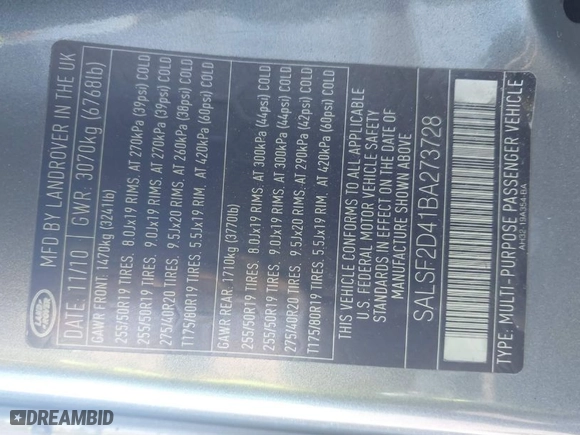 LAND ROVER
MFD BY LANDROVER IN THE UK
DATE: 11/10 GWR: 3070kg (6768lb)
GAWR FRONT: 1470kg (3241lb)
255/50R19 TIRES. 8.0Jx19 RIMS. AT 270kPa (39psi) COLD
255/50R19 TIRES. 9.0Jx19 RIMS. AT 270kPa (39psi) COLD
275/40R20 TIRES. 9.5Jx20 RIMS. AT 260kPa (38psi) COLD
T175/80R19 TIRES. 5.5Jx19 RIM. AT 420kPa (60psi) COLD
GAWR REAR: 1710kg (3770lb)
255/50R19 TIRES. 8.0Jx19 RIMS. AT 300kPa (44psi) COLD
255/50R19 TIRES. 9.0Jx19 RIMS. AT 300kPa (44psi) COLD
275/40R20 TIRES. 9.5Jx20 RIMS. AT 290kPa (42psi) COLD
T175/80R19 TIRES. 5.5Jx19 RIM. AT 420kPa (60psi) COLD
THIS VEHICLE CONFORMS TO ALL APPLICABLE
U.S. FEDERAL MOTOR VEHICLE SAFETY
STANDARDS IN EFFECT ON THE DATE OF
MANUFACTURE SHOWN ABOVE
SALSF2D41BA273728
TYPE: MULTI-PURPOSE PASSENGER VEHICLE
AH32-10A354-BA
DREAMBID